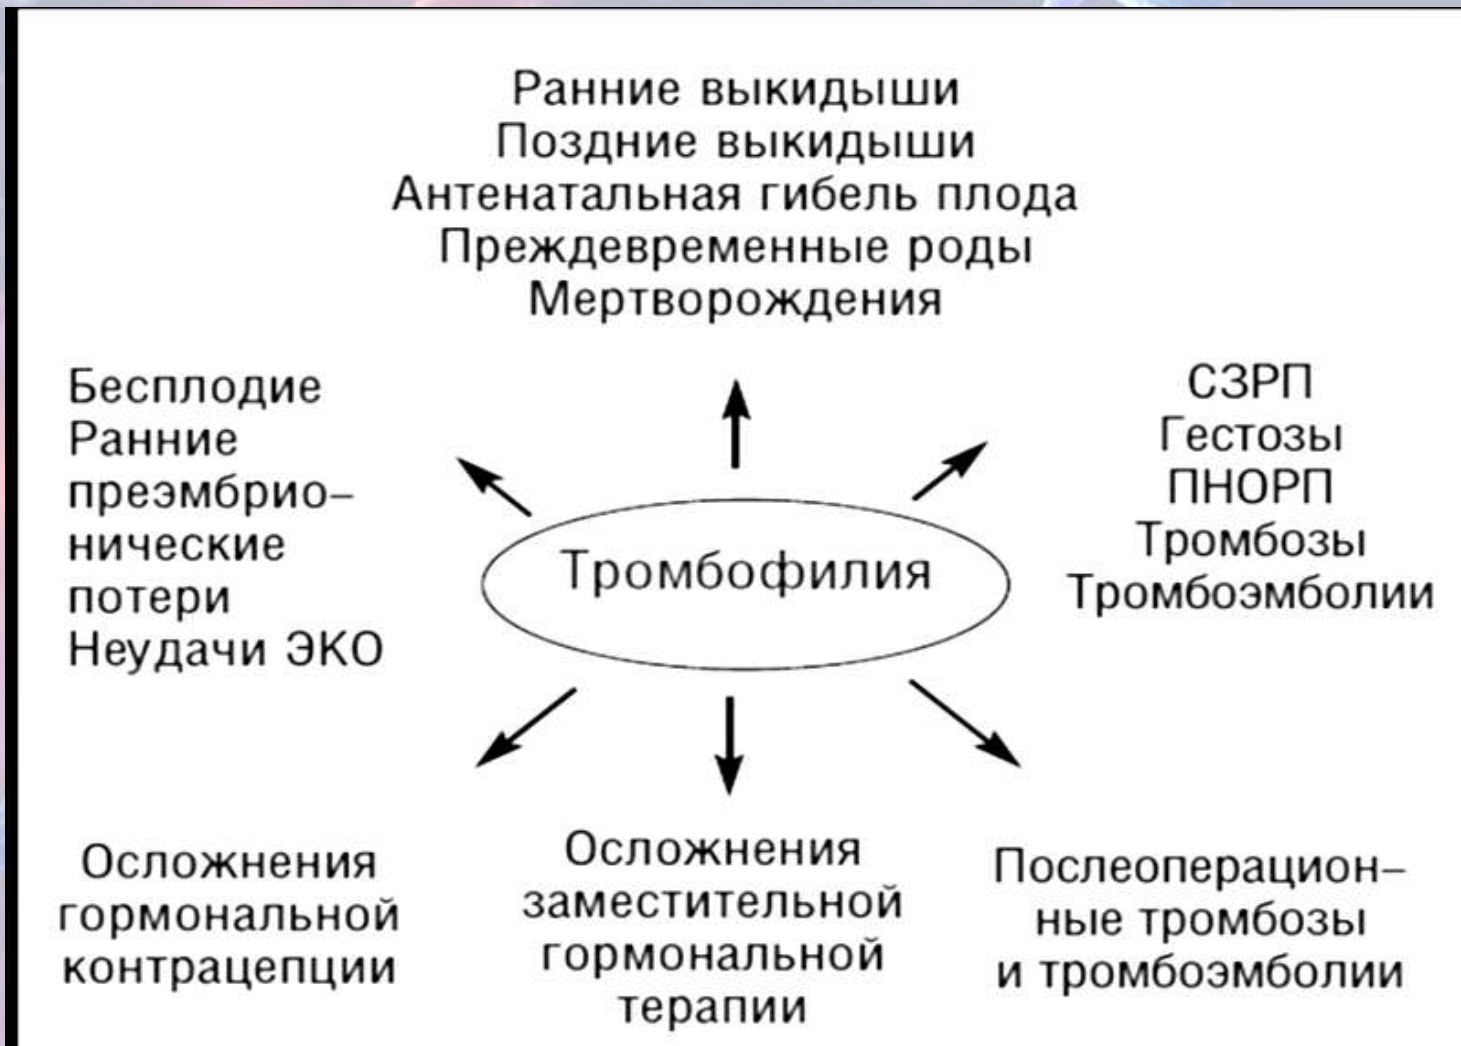 Ранние выкидыши
Поздние выкидыши
Антенатальная гибель плода
Преждевременные роды
Мертворождения
Бесплодие
Ранние
преэмбрио–
нические
потери
Неудачи ЭКО
СЗРП
Гестозы
ПНОРП
Тромбозы
Тромбоэмболии
Тромбофилия
Осложнения
гормональной
контрацепции
Осложнения
заместительной
гормональной
терапии
Послеоперацион–
ные тромбозы
и тромбоэмболии